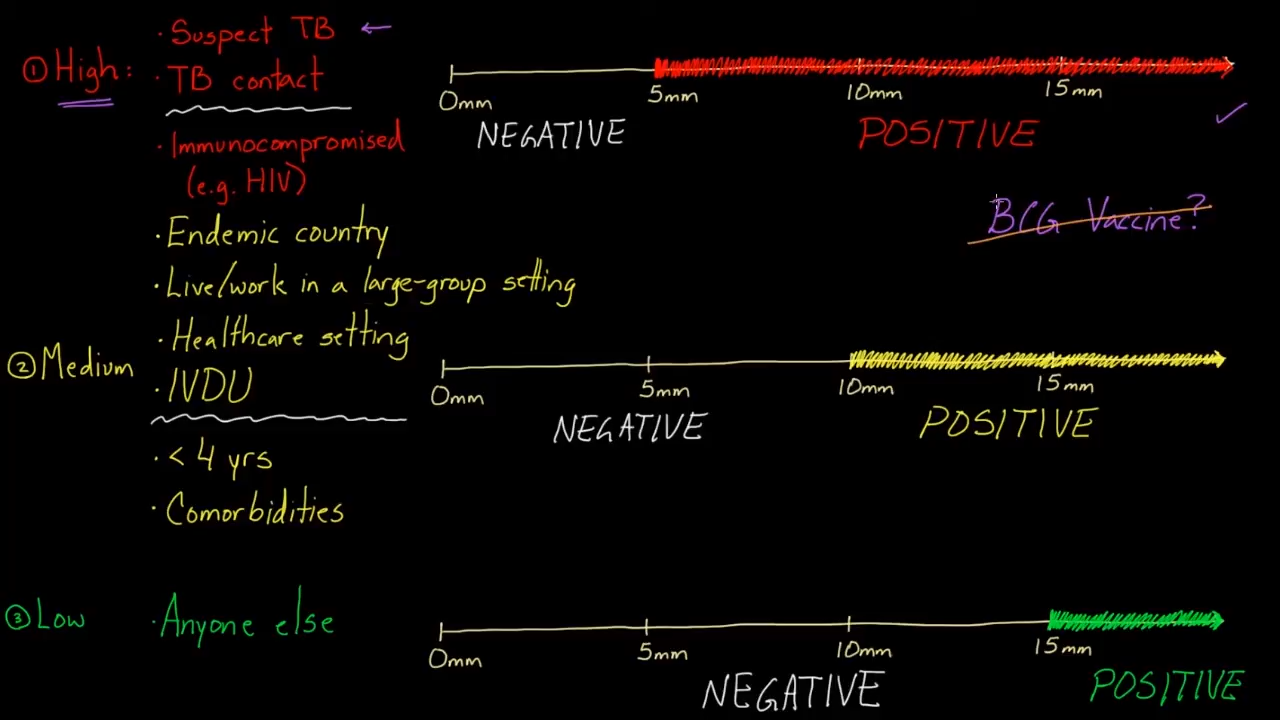 ① High:
· Suspect TB ←
· TB contact
· Immunocompromised
(e.g. HIV)
0mm 5mm 10mm 15mm
NEGATIVE POSITIVE
BCG Vaccine?
② Medium
· Endemic country
· Live/work in a large-group setting
· Healthcare setting
· IVDU
· < 4 yrs
· Comorbidities
0mm 5mm 10mm 15mm
NEGATIVE POSITIVE
③ Low
· Anyone else
0mm 5mm 10mm 15mm
NEGATIVE POSITIVE